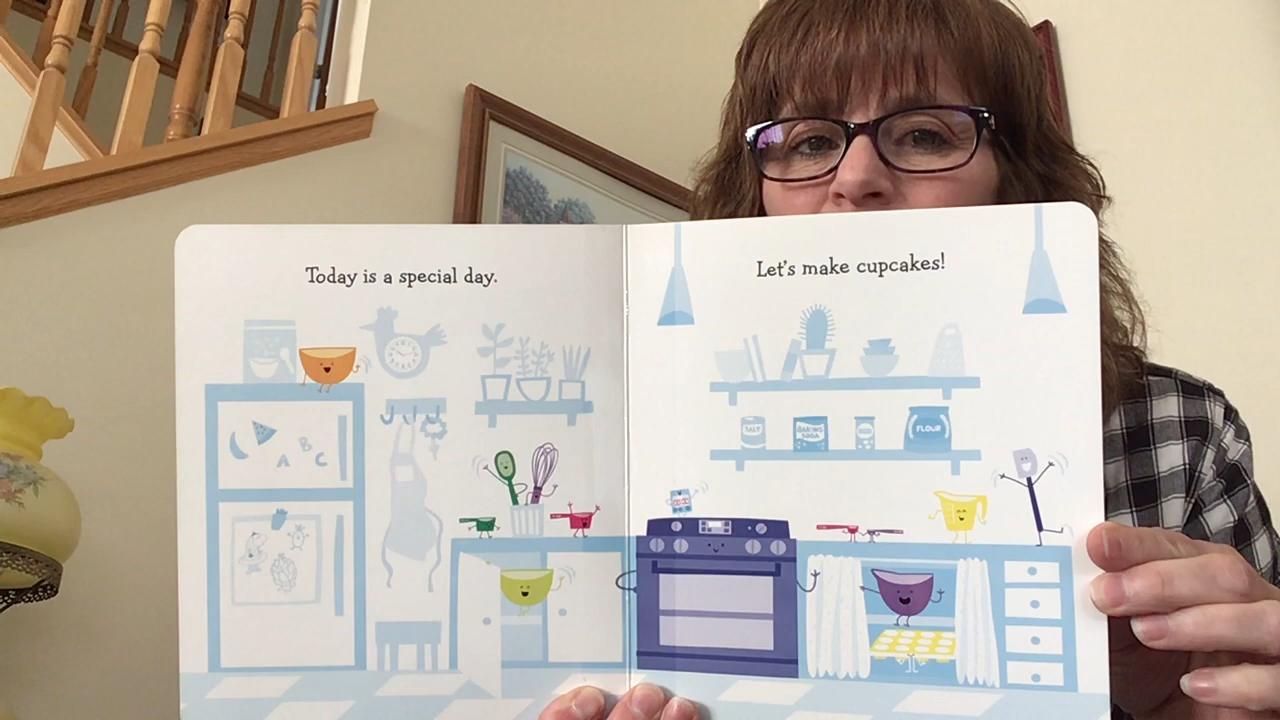 Today is a special day.
Let's make cupcakes!
A B C
SALT
BAKING
SODA
FLOUR